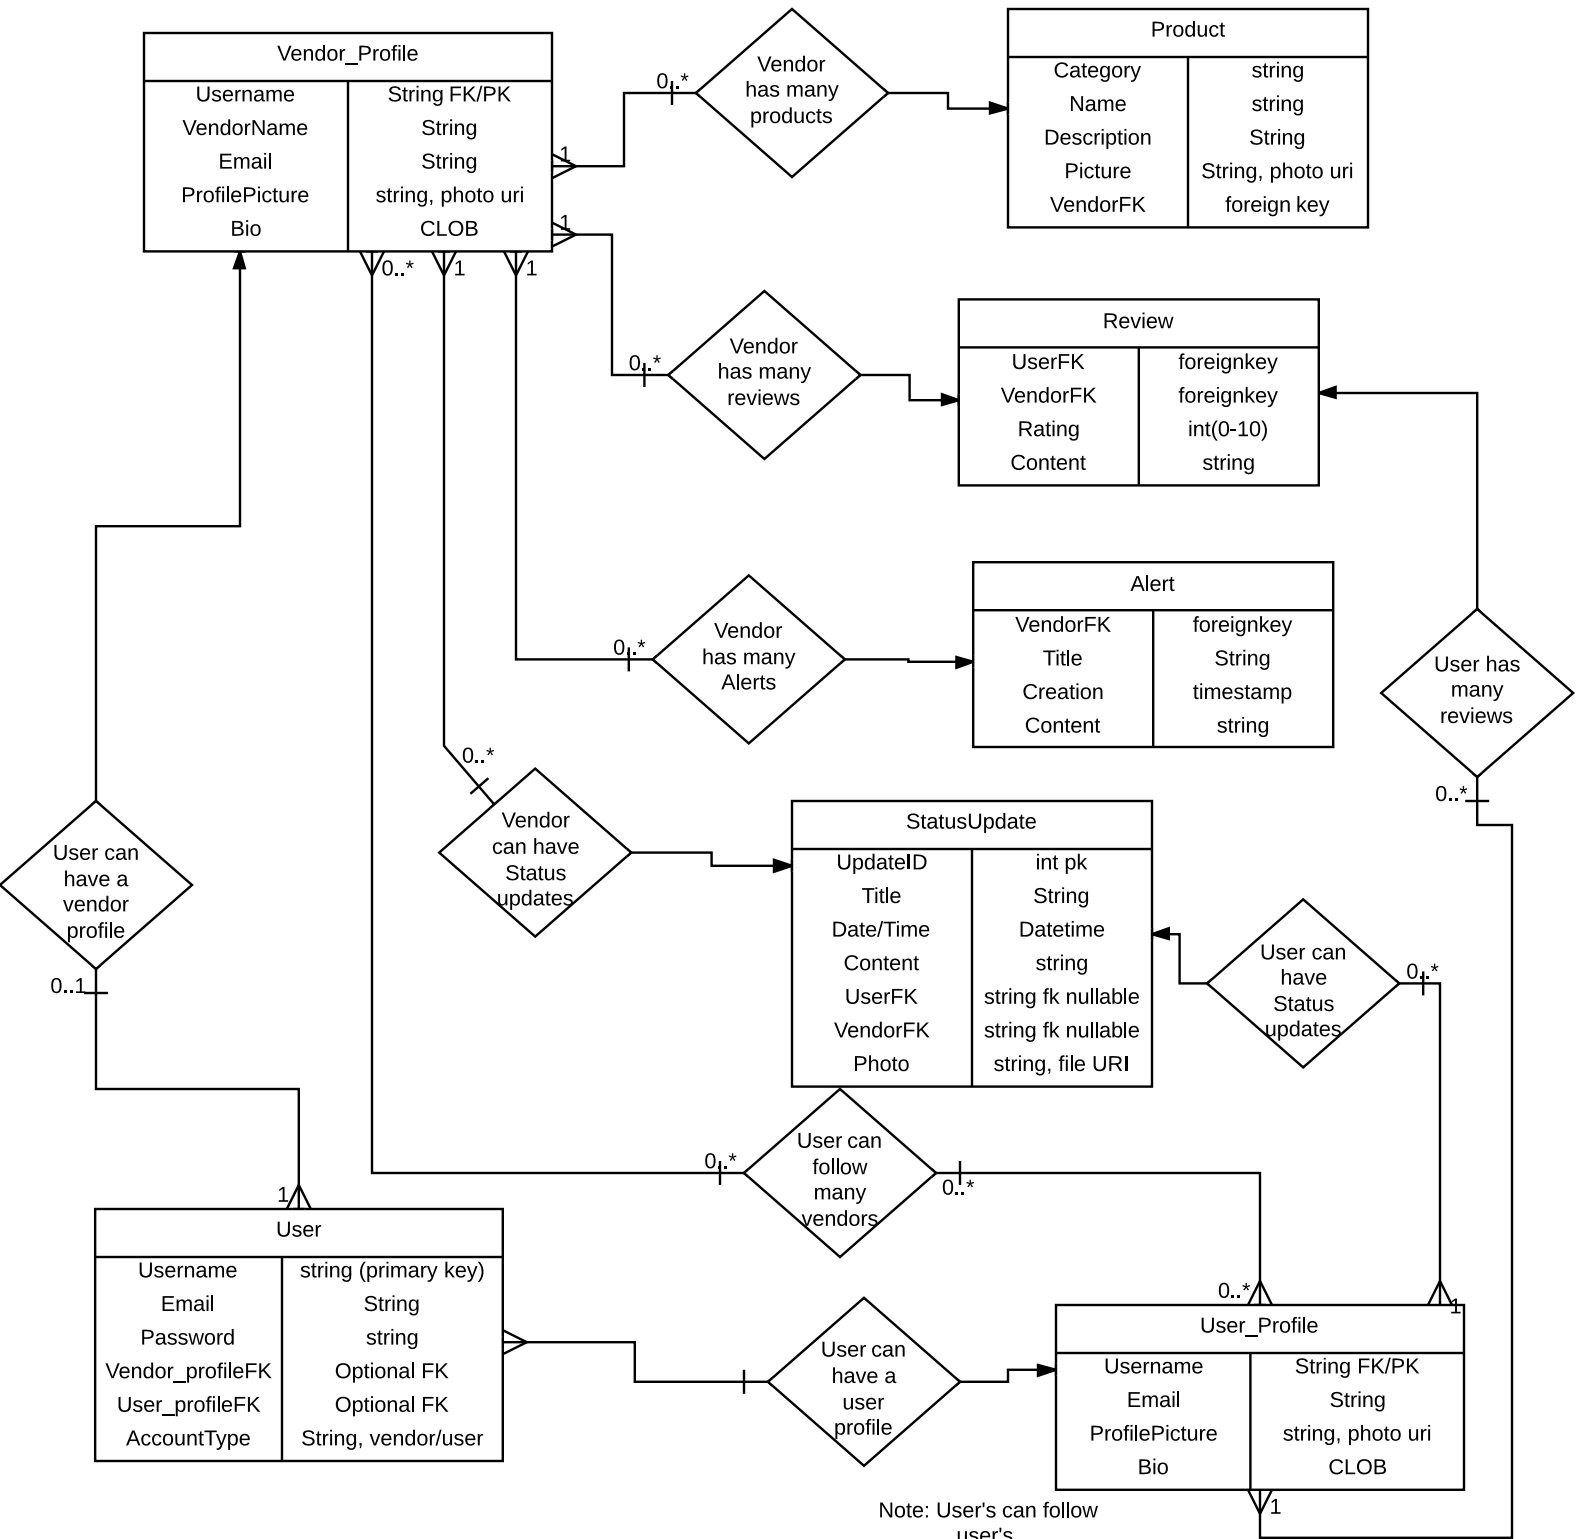 Vendor_Profile
Username String FK/PK
VendorName String
Email String
ProfilePicture string, photo uri
Bio CLOB
0..*
1
1
0..*
1
1
Vendor
has many
products
0..*
Product
Category string
Name string
Description String
Picture String, photo uri
VendorFK foreign key
Vendor
has many
reviews
0..*
Review
UserFK foreignkey
VendorFK foreignkey
Rating int(0-10)
Content string
Vendor
has many
Alerts
0..*
Alert
VendorFK foreignkey
Title String
Creation timestamp
Content string
User has
many
reviews
0..*
0..*
Vendor
can have
Status
updates
StatusUpdate
UpdateID int pk
Title String
Date/Time Datetime
Content string
UserFK string fk nullable
VendorFK string fk nullable
Photo string, file URI
User can
have a
vendor
profile
0..1
User can
have
Status
updates
0..*
0..*
User can
follow
many
vendors
0..*
1
User
Username string (primary key)
Email String
Password string
Vendor_profileFK Optional FK
User_profileFK Optional FK
AccountType String, vendor/user
User can
have a
user
profile
0..*
1
User_Profile
Username String FK/PK
Email String
ProfilePicture string, photo uri
Bio CLOB
1
Note: User's can follow
user's